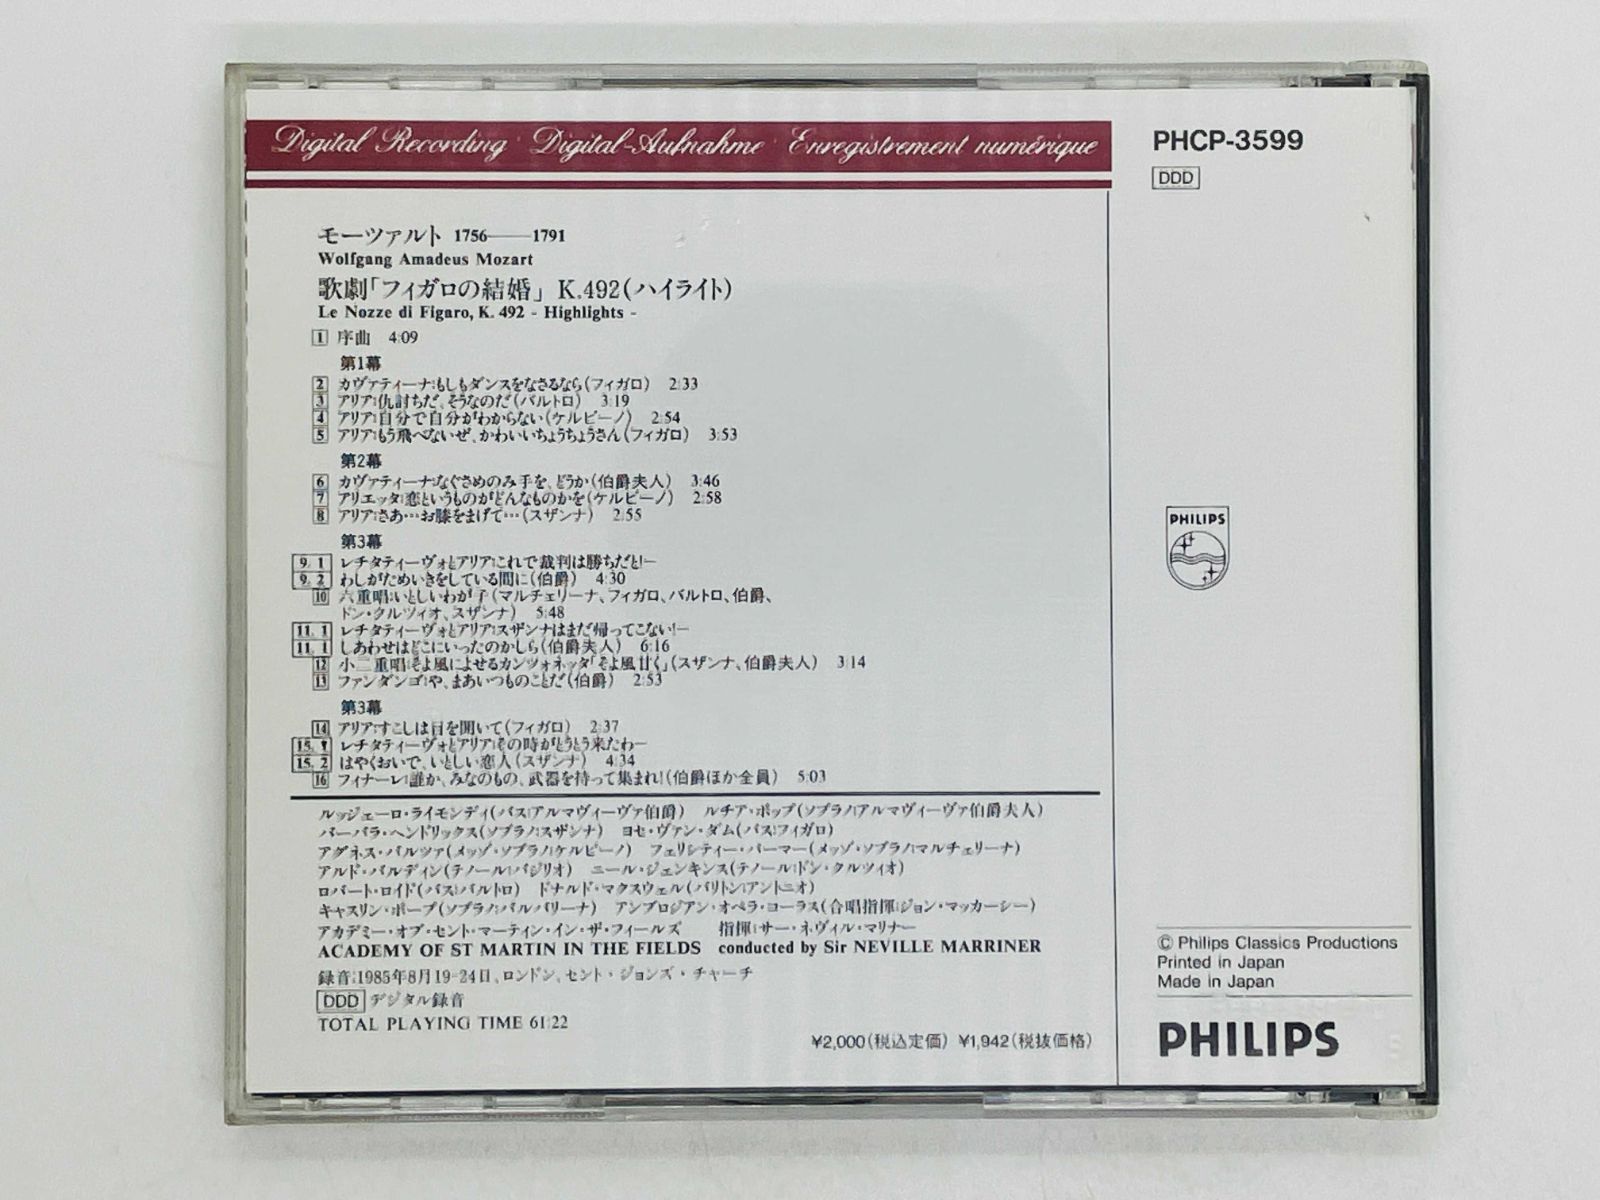 Digital Recording · Digital-Aufnahme · Enregistrement numérique
モーツァルト 1756——1791
Wolfgang Amadeus Mozart
歌劇「フィガロの結婚」 K.492(ハイライト)
Le Nozze di Figaro, K. 492 - Highlights -
1 序曲 4:09
第1幕
2 カヴァティーナ:もしもダンスをなさるなら(フィガロ) 2:33
3 アリア:仇討ちだ、そうなのだ(バルトロ) 3:19
4 アリア:自分で自分がわからない(ケルビーノ) 2:54
5 アリア:もう飛べないぜ、かわいいちょうちょうさん(フィガロ) 3:53
第2幕
6 カヴァティーナ:なぐさめのみ手を、どうか(伯爵夫人) 3:46
7 アリエッタ:恋というものがどんなものかを(ケルビーノ) 2:58
8 アリア:さあ…お膝をまげて…(スザンナ) 2:55
第3幕
9. 1 レチタティーヴォとアリア:これで裁判は勝ちだと!—
9. 2 わしがためいきをしている間に(伯爵) 4:30
10 六重唱:いとしいわが子(マルチェリーナ、フィガロ、バルトロ、伯爵、
ドン・クルツィオ、スザンナ) 5:48
11. 1 レチタティーヴォとアリア:スザンナはまだ帰ってこない!—
11. 1 しあわせはどこにいったのかしら(伯爵夫人) 6:16
12 小二重唱:そよ風によせるカンツォネッタ「そよ風甘く」(スザンナ、伯爵夫人) 3:14
13 ファンダンゴ:や、まあいつものことだ(伯爵) 2:53
第3幕
14 アリア:すこしは目を開いて(フィガロ) 2:37
15. 1 レチタティーヴォとアリア:その時がとうとう来たわ—
15. 2 はやくおいで、いとしい恋人(スザンナ) 4:34
16 フィナーレ:誰か、みなのもの、武器を持って集まれ!(伯爵ほか全員) 5:03
ルッジェーロ・ライモンディ(バス:アルマヴィーヴァ伯爵) ルチア・ポップ(ソプラノ:アルマヴィーヴァ伯爵夫人)
バーバラ・ヘンドリックス(ソプラノ:スザンナ) ヨセ・ヴァン・ダム(バス:フィガロ)
アグネス・バルツァ(メッゾ・ソプラノ:ケルビーノ) フェリシティー・パーマー(メッゾ・ソプラノ:マルチェリーナ)
アルド・バルディン(テノール:バジリオ) ニール・ジェンキンス(テノール:ドン・クルツィオ)
ロバート・ロイド(バス:バルトロ) ドナルド・マクスウェル(バリトン:アントニオ)
キャスリン・ポープ(ソプラノ:バルバリーナ) アンブロジアン・オペラ・コーラス(合唱指揮:ジョン・マッカーシー)
アカデミー・オブ・セント・マーティン・イン・ザ・フィールズ 指揮:サー・ネヴィル・マリナー
ACADEMY OF ST MARTIN IN THE FIELDS conducted by Sir NEVILLE MARRINER
録音:1985年8月19-24日、ロンドン、セント・ジョンズ・チャーチ
DDD デジタル録音
TOTAL PLAYING TIME 61:22
¥2,000(税込定価) ¥1,942(税抜価格)
PHCP-3599
DDD
PHILIPS
© Philips Classics Productions
Printed in Japan
Made in Japan
PHILIPS